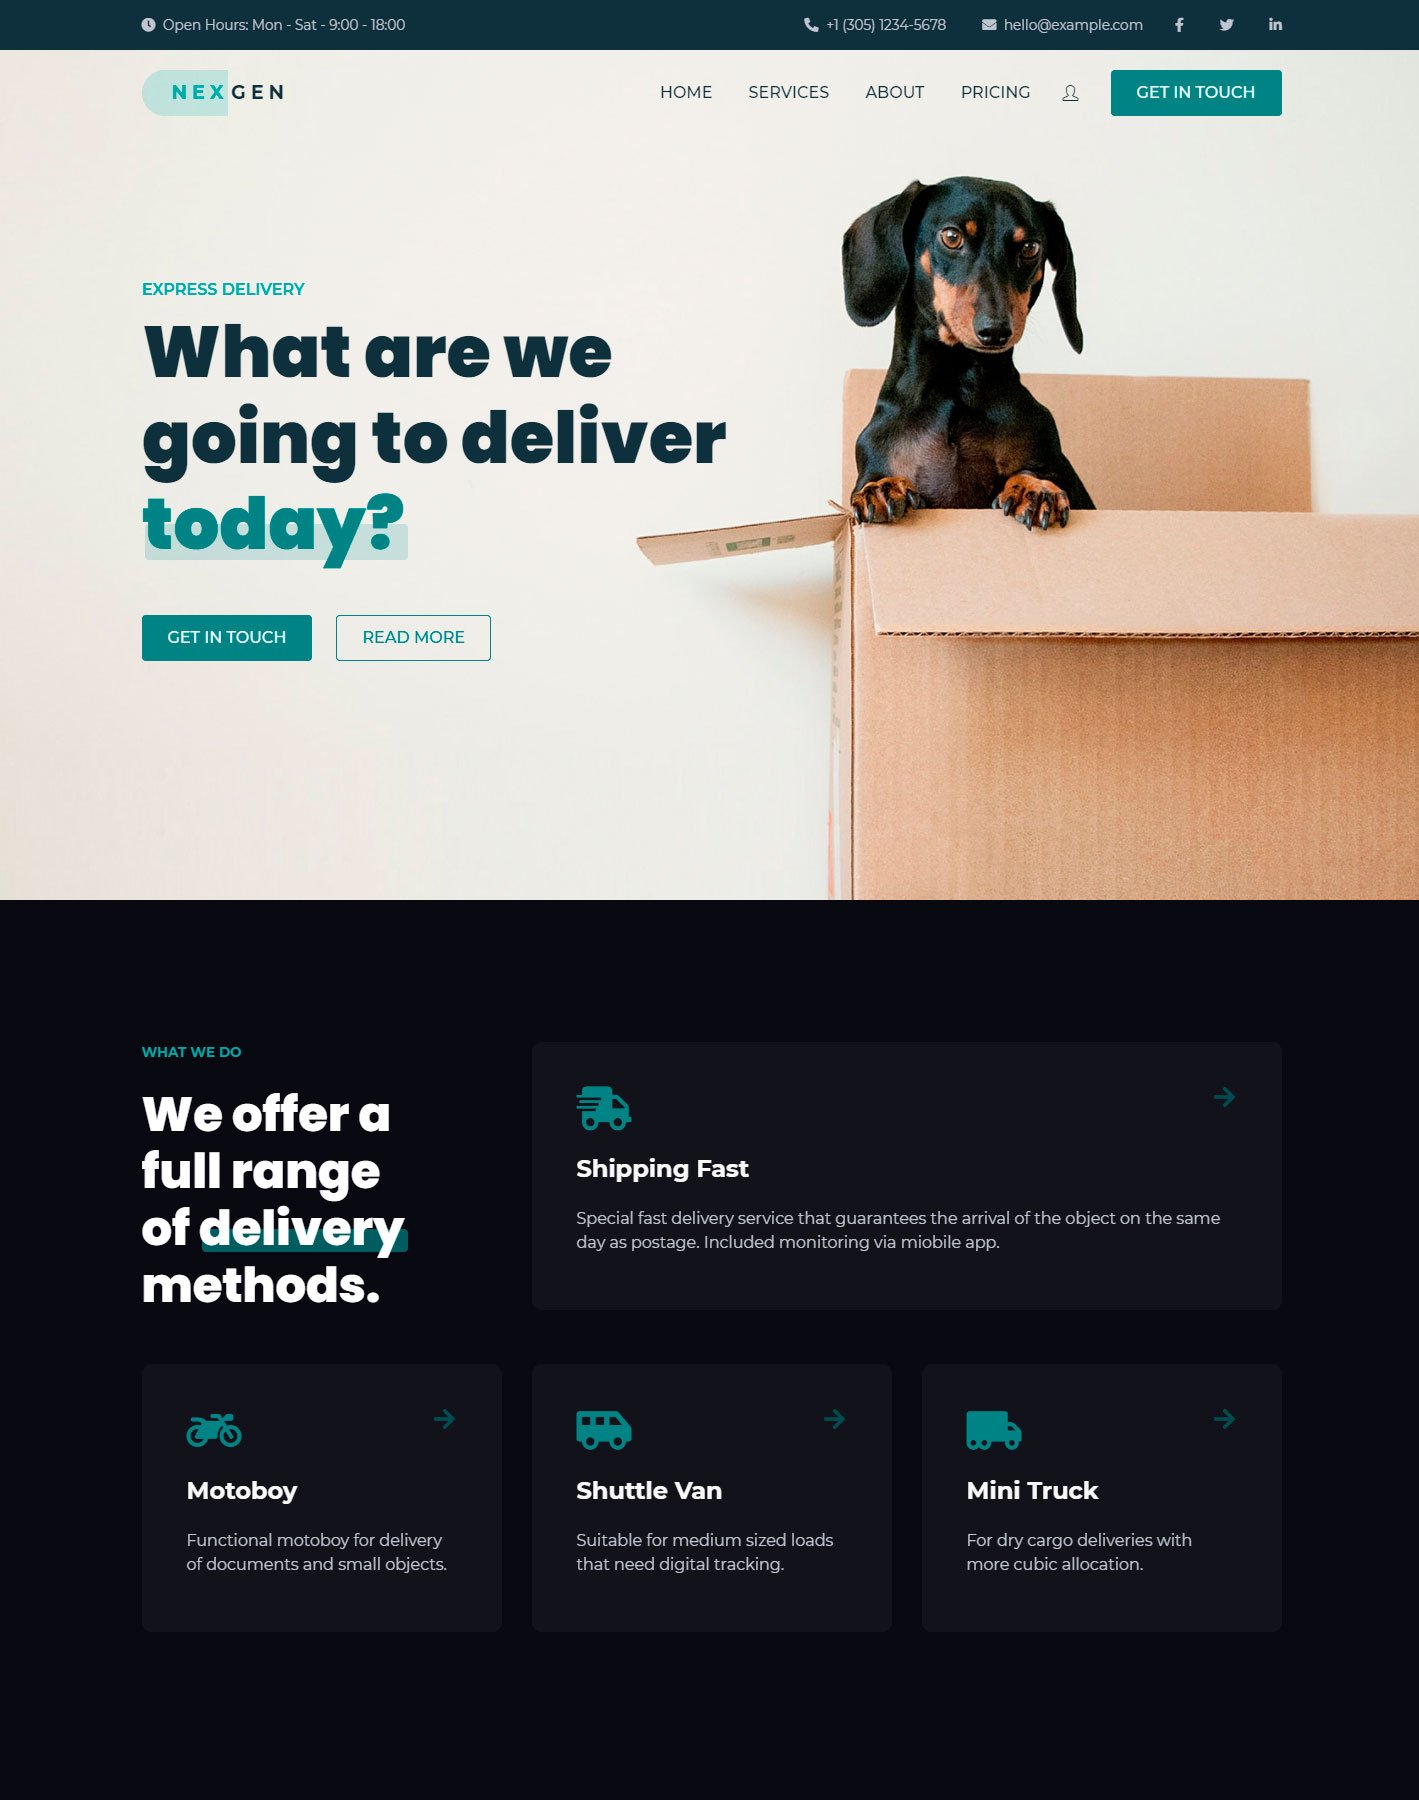 Open Hours: Mon - Sat - 9:00 - 18:00
+1 (305) 1234-5678
hello@example.com
NEXGEN
HOME
SERVICES
ABOUT
PRICING
GET IN TOUCH
EXPRESS DELIVERY
What are we
going to deliver
today?
GET IN TOUCH
READ MORE
WHAT WE DO
We offer a
full range
of delivery
methods.
Shipping Fast
Special fast delivery service that guarantees the arrival of the object on the same
day as postage. Included monitoring via miobile app.
Motoboy
Functional motoboy for delivery
of documents and small objects.
Shuttle Van
Suitable for medium sized loads
that need digital tracking.
Mini Truck
For dry cargo deliveries with
more cubic allocation.